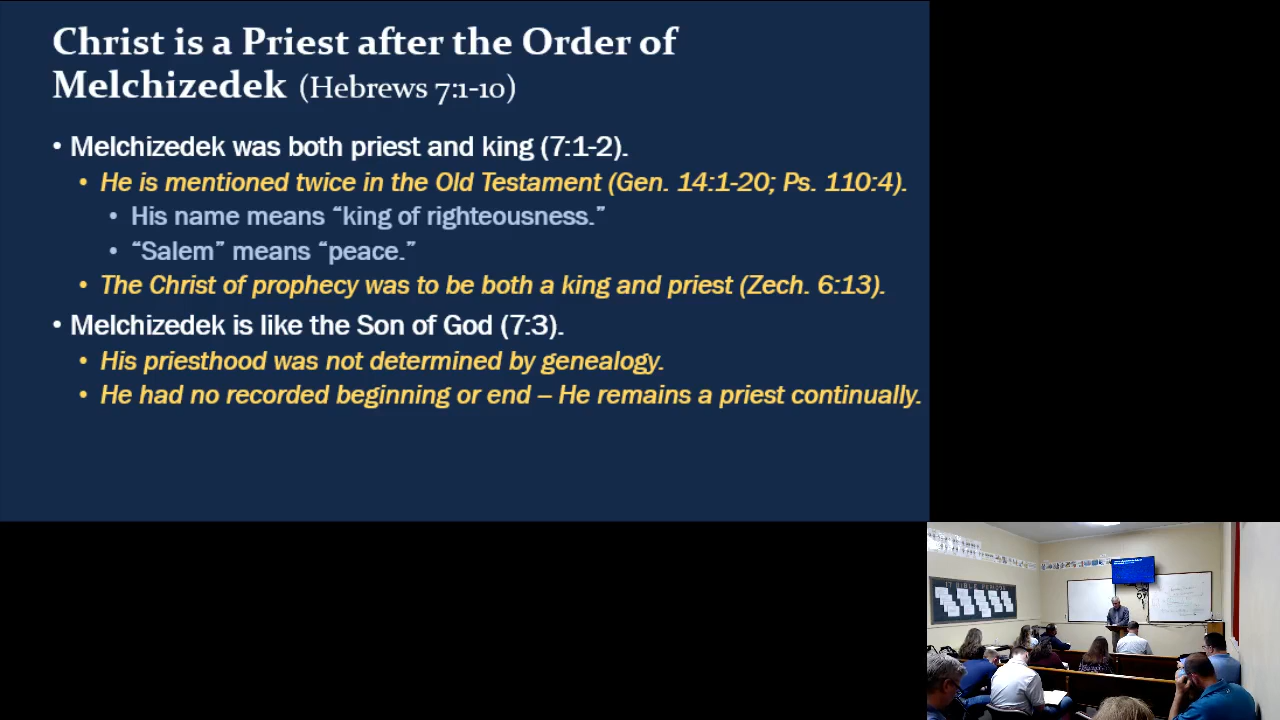 Christ is a Priest after the Order of
Melchizedek (Hebrews 7:1-10)
• Melchizedek was both priest and king (7:1-2).
• He is mentioned twice in the Old Testament (Gen. 14:1-20; Ps. 110:4).
• His name means “king of righteousness.”
• “Salem” means “peace.”
• The Christ of prophecy was to be both a king and priest (Zech. 6:13).
• Melchizedek is like the Son of God (7:3).
• His priesthood was not determined by genealogy.
• He had no recorded beginning or end – He remains a priest continually.
BIBLE PERIODS